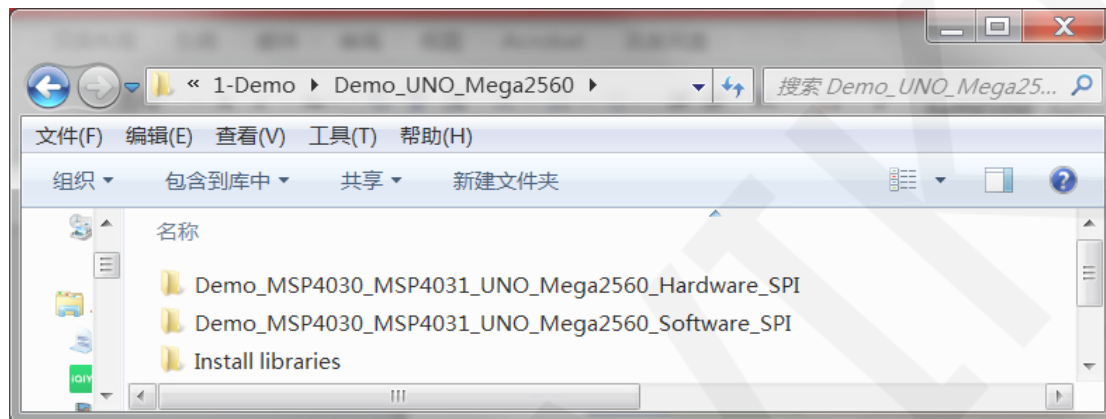 « 1-Demo Demo_UNO_Mega2560
搜索 Demo_UNO_Mega25...
文件(F) 编辑(E) 查看(V) 工具(T) 帮助(H)
组织 包含到库中 共享 新建文件夹
名称
Demo_MSP4030_MSP4031_UNO_Mega2560_Hardware_SPI
Demo_MSP4030_MSP4031_UNO_Mega2560_Software_SPI
Install libraries